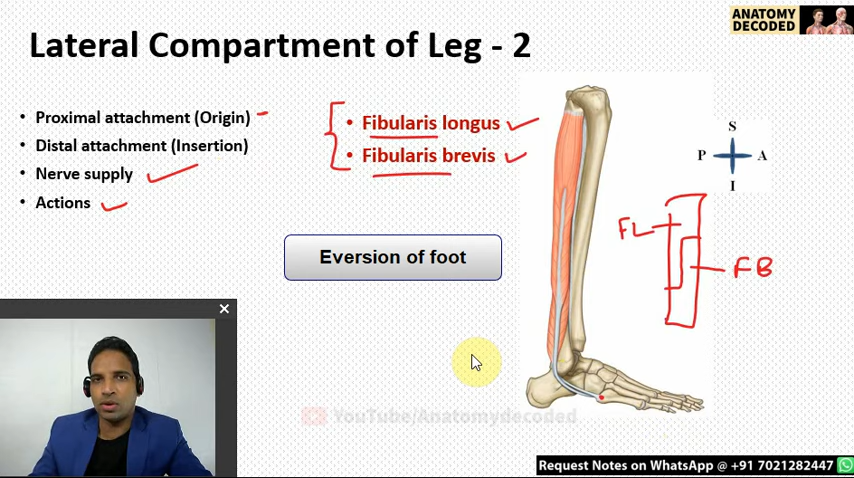 ANATOMY
DECODED
Lateral Compartment of Leg - 2
• Proximal attachment (Origin)
• Distal attachment (Insertion)
• Nerve supply
• Actions
• Fibularis longus
• Fibularis brevis
Eversion of foot
S
P
A
I
FL
FB
YouTube/Anatomydecoded
Request Notes on WhatsApp @ +91 7021282447